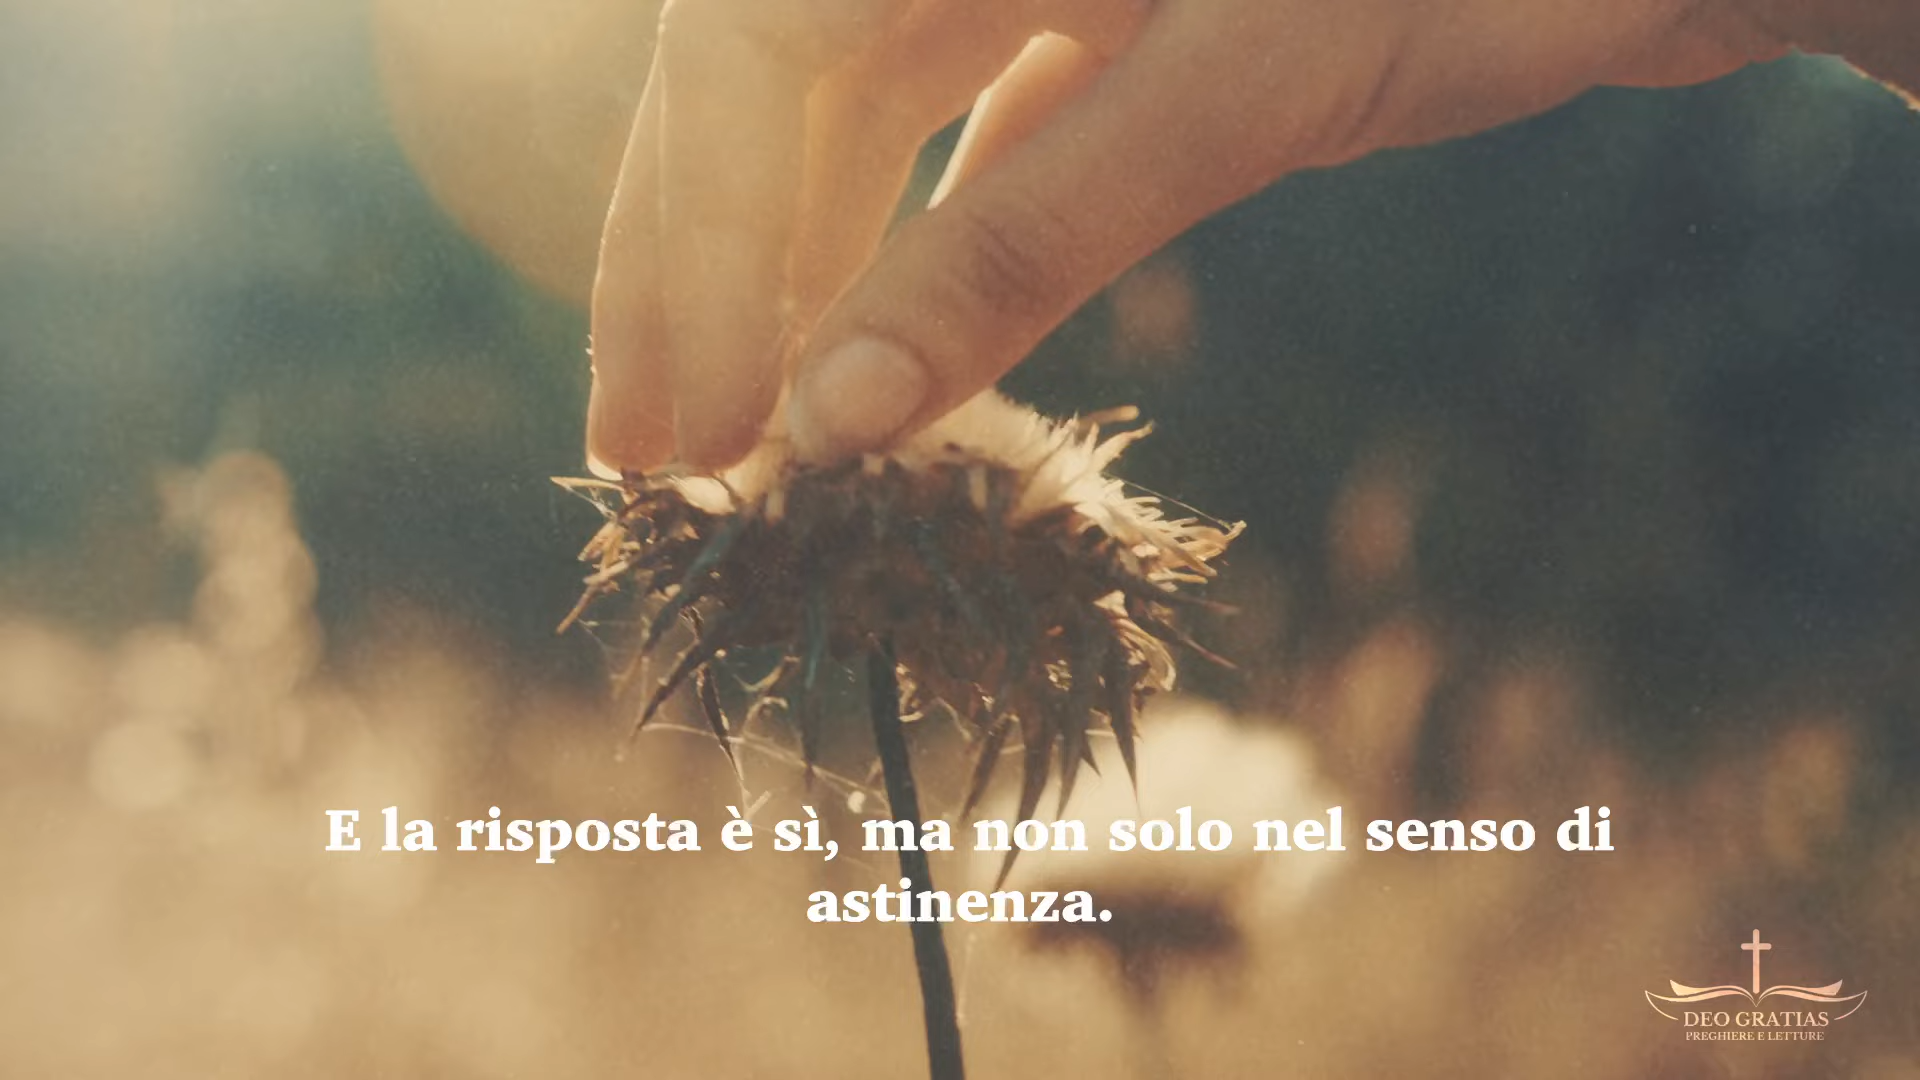 E la risposta è sì, ma non solo nel senso di
astinenza.
DEO GRATIAS
PREGHIERE E LETTURE